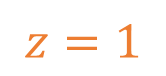 z = 1